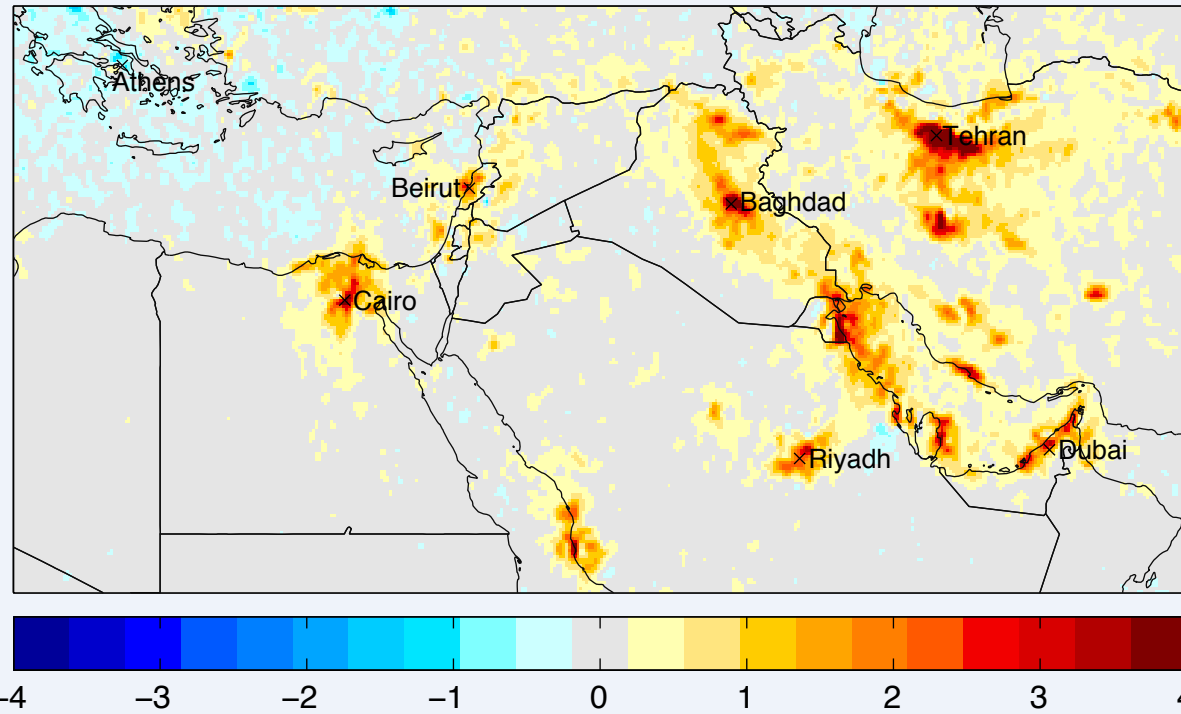 Athens
Tehran
Beirut
Baghdad
Cairo
Riyadh
Dubai
−4 −3 −2 −1 0 1 2 3 4